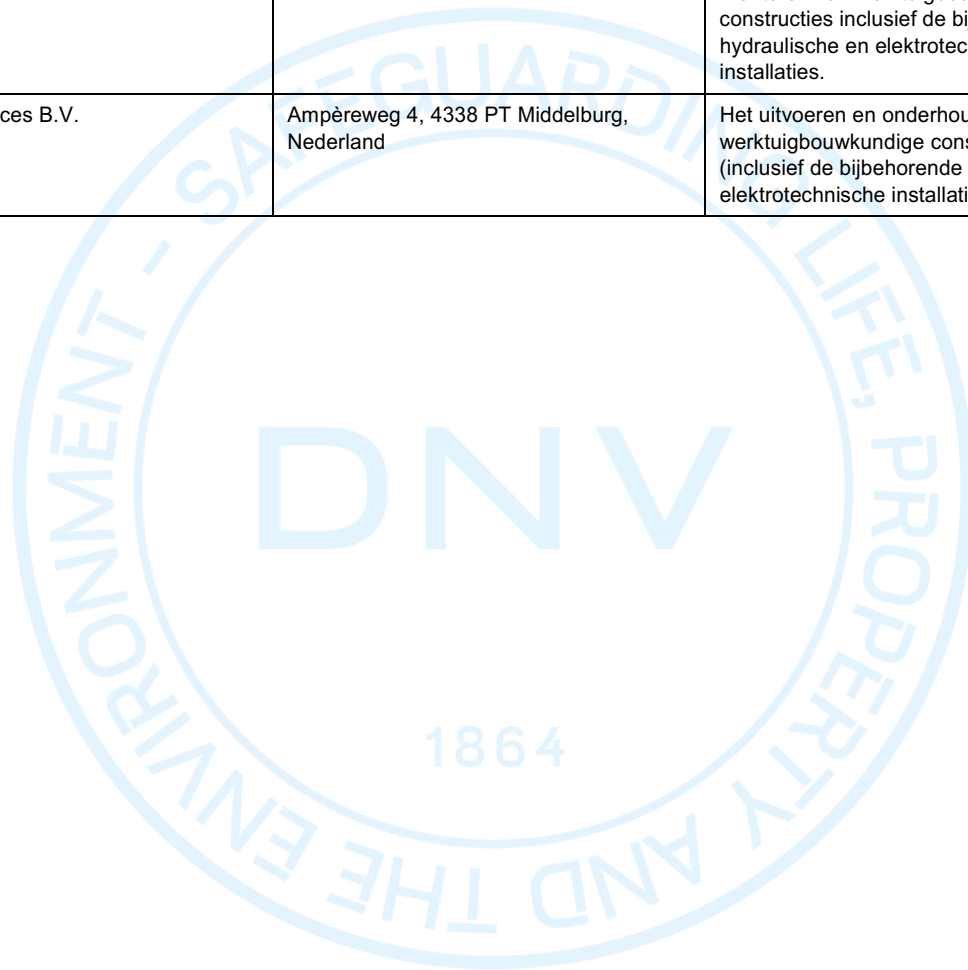 constructies inclusief de bij
hydraulische en elektrotec
installaties.
ces B.V.
Ampèreweg 4, 4338 PT Middelburg,
Nederland
Het uitvoeren en onderhou
werktuigbouwkundige cons
(inclusief de bijbehorende
elektrotechnische installati
SAFEGUARDING LIFE, PROPERTY AND THE ENVIRONMENT -
DNV
1864